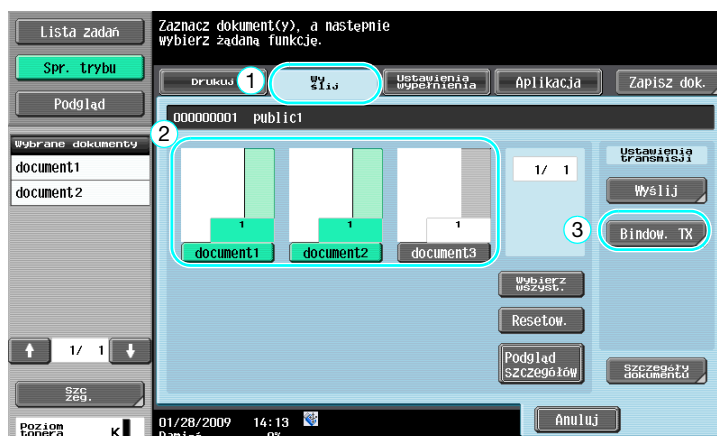 Lista zadań
Spr. trybu
Podgląd
Wybrane dokumenty
document1
document2
1/ 1
Szc
zeg.
Poziom
tonera
K
Zaznacz dokument(y), a następnie
wybierz żądaną funkcję.
Drukuj
1
Wy
ślij
Ustawienia
wypełnienia
Aplikacja
Zapisz dok.
000000001 public1
2
1
1
1
document1
document2
document3
1/ 1
Wybierz
wszyst.
Resetow.
Podgląd
szczegółów
Ustawienia
transmisji
Wyślij
3
Bindow. TX
Szczegóły
dokumentu
01/28/2009 14:13
Pamięć 0%
Anuluj